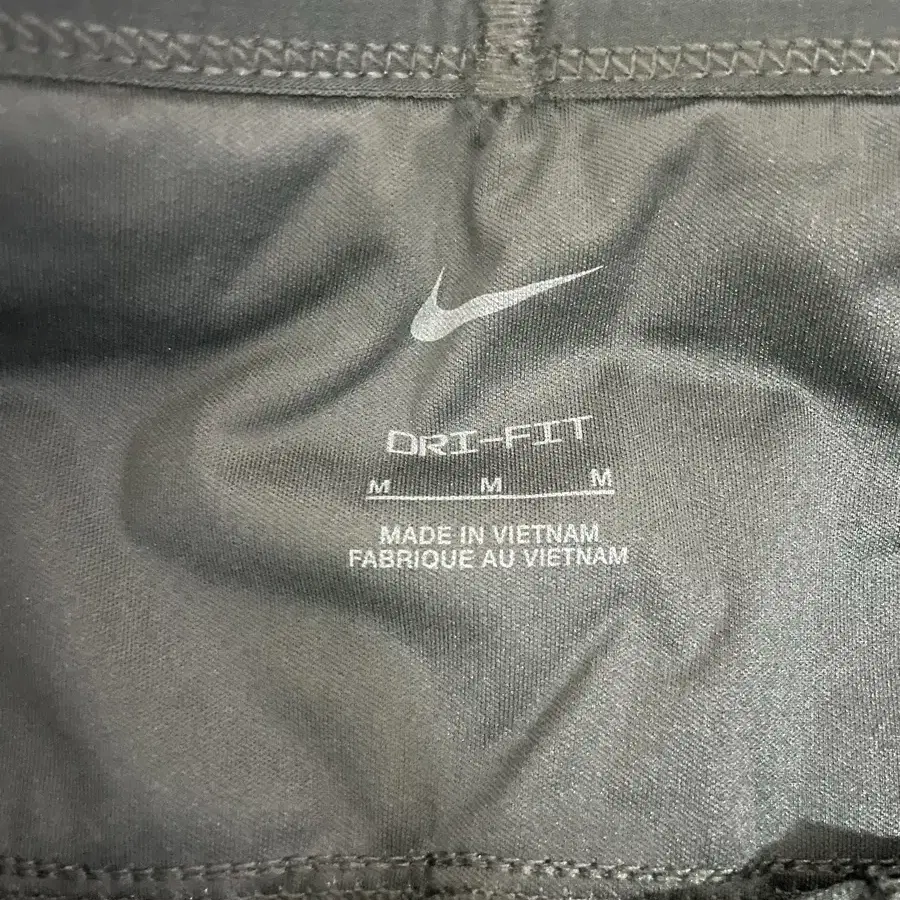 DRI-FIT
M M M
MADE IN VIETNAM
FABRIQUE AU VIETNAM